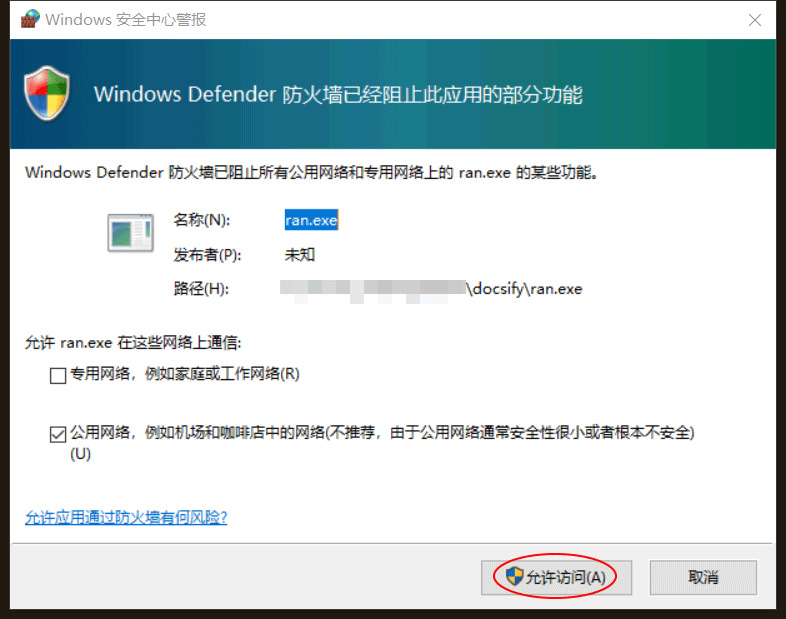 Windows 安全中心警报
Windows Defender 防火墙已经阻止此应用的部分功能
Windows Defender 防火墙已阻止所有公用网络和专用网络上的 ran.exe 的某些功能。
名称(N): ran.exe
发布者(P): 未知
路径(H): \docsify\ran.exe
允许 ran.exe 在这些网络上通信:
专用网络，例如家庭或工作网络(R)
公用网络，例如机场和咖啡店中的网络(不推荐，由于公用网络通常安全性很小或者根本不安全)
(U)
允许应用通过防火墙有何风险?
允许访问(A) 取消